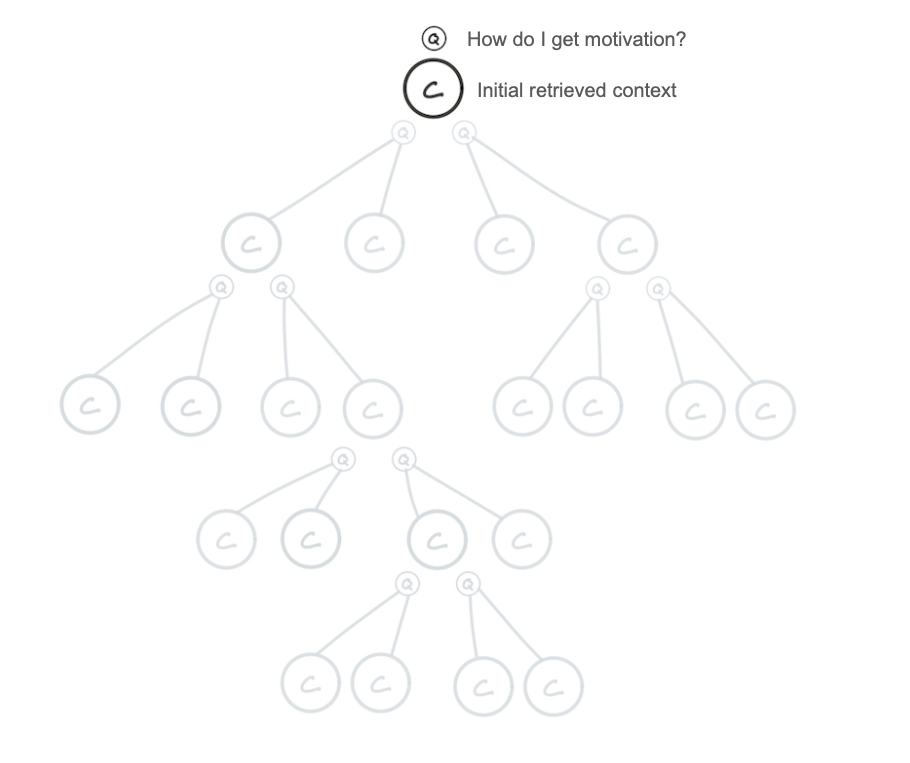 Q How do I get motivation?
C Initial retrieved context
Q Q
C C C C
Q Q Q Q
C C C C C C C C
Q Q
C C C C
Q Q
C C C C